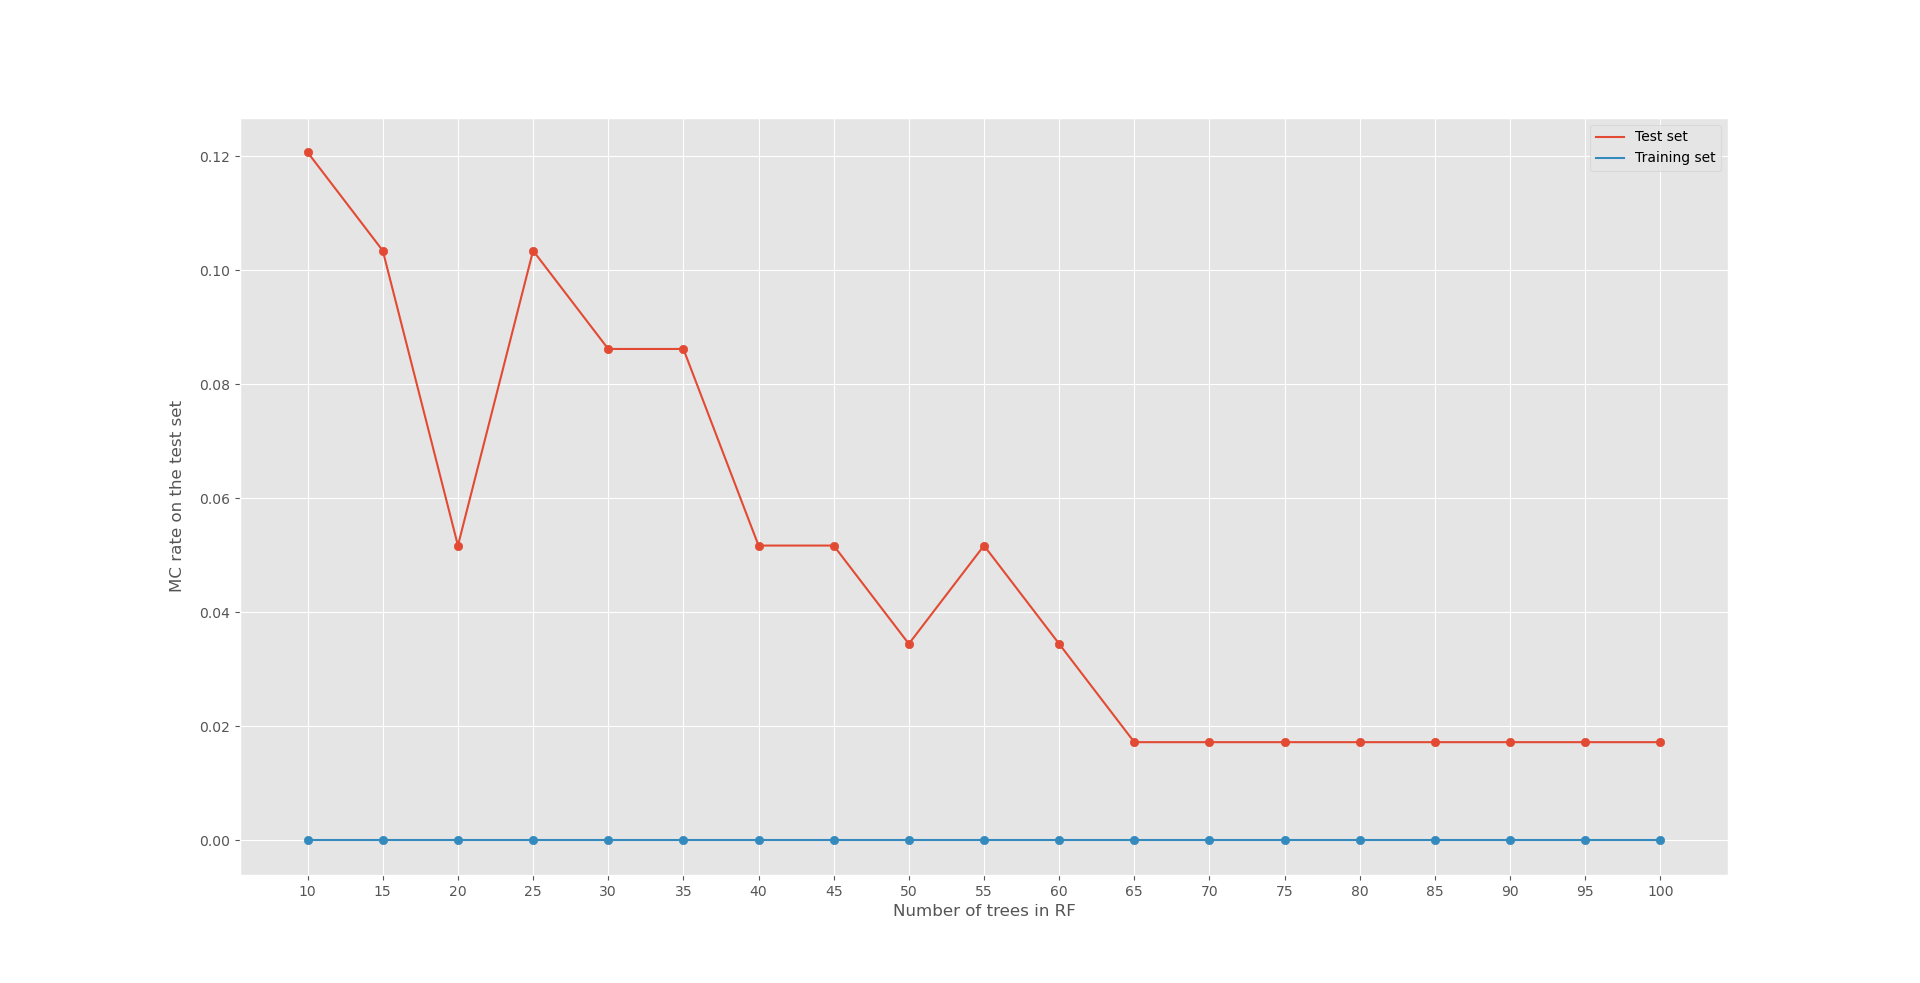 Test set
Training set
0.12
0.10
0.08
0.06
0.04
0.02
0.00
MC rate on the test set
10 15 20 25 30 35 40 45 50 55 60 65 70 75 80 85 90 95 100
Number of trees in RF